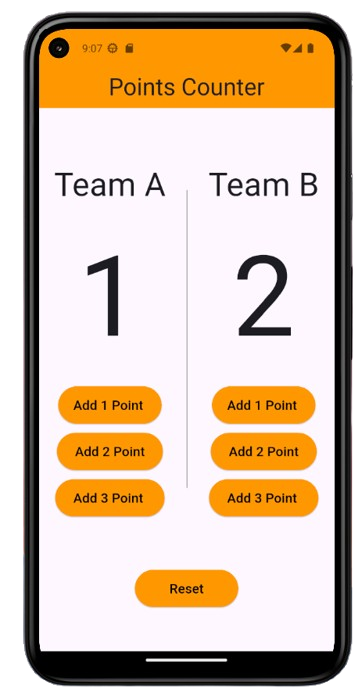 9:07
Points Counter
Team A Team B
1 2
Add 1 Point Add 1 Point
Add 2 Point Add 2 Point
Add 3 Point Add 3 Point
Reset